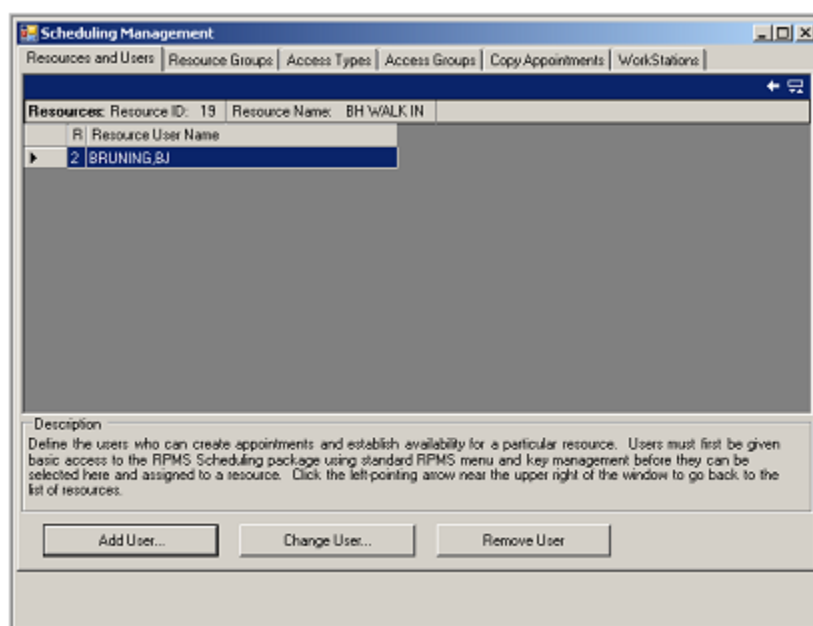 Scheduling Management
Resources and Users Resource Groups Access Types Access Groups Copy Appointments WorkStations
Resources: Resource ID: 19 Resource Name: BH WALK IN
R Resource User Name
2 BRUNING,BJ
Description
Define the users who can create appointments and establish availability for a particular resource. Users must first be given
basic access to the RPMS Scheduling package using standard RPMS menu and key management before they can be
selected here and assigned to a resource. Click the left-pointing arrow near the upper right of the window to go back to the
list of resources.
Add User... Change User... Remove User